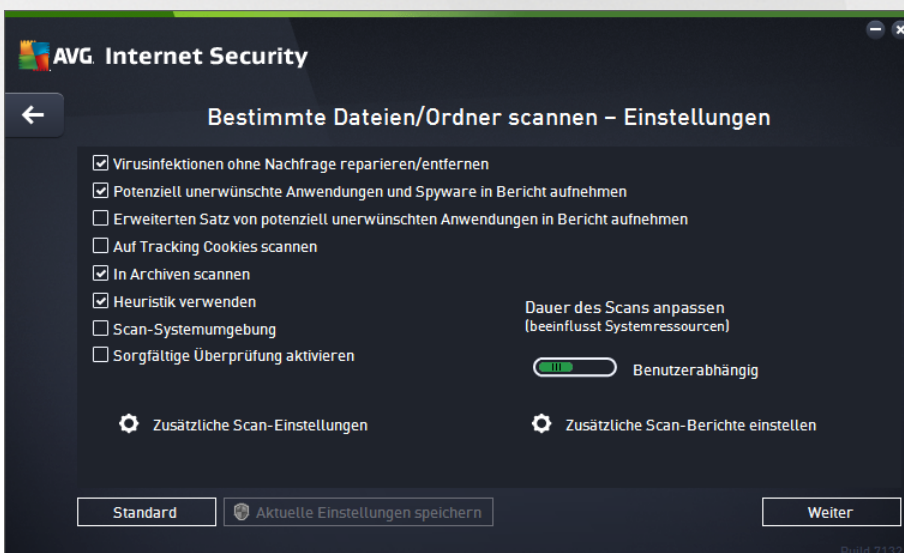 AVG. Internet Security
Bestimmte Dateien/Ordner scannen – Einstellungen
Virusinfektionen ohne Nachfrage reparieren/entfernen
Potenziell unerwünschte Anwendungen und Spyware in Bericht aufnehmen
Erweiterten Satz von potenziell unerwünschten Anwendungen in Bericht aufnehmen
Auf Tracking Cookies scannen
In Archiven scannen
Heuristik verwenden
Scan-Systemumgebung
Sorgfältige Überprüfung aktivieren
Dauer des Scans anpassen
(beeinflusst Systemressourcen)
Benutzerabhängig
Zusätzliche Scan-Einstellungen
Zusätzliche Scan-Berichte einstellen
Standard
Aktuelle Einstellungen speichern
Weiter